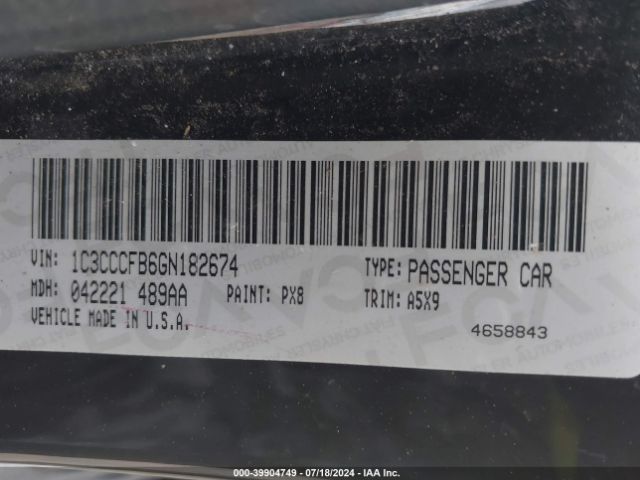 VIN: 1C3CCCFB6GN182674 TYPE: PASSENGER CAR
MDH: 042221 489AA PAINT: PX8 TRIM: A5X9
VEHICLE MADE IN U.S.A. 4658843
000-39904749 - 07/18/2024 - IAA Inc.